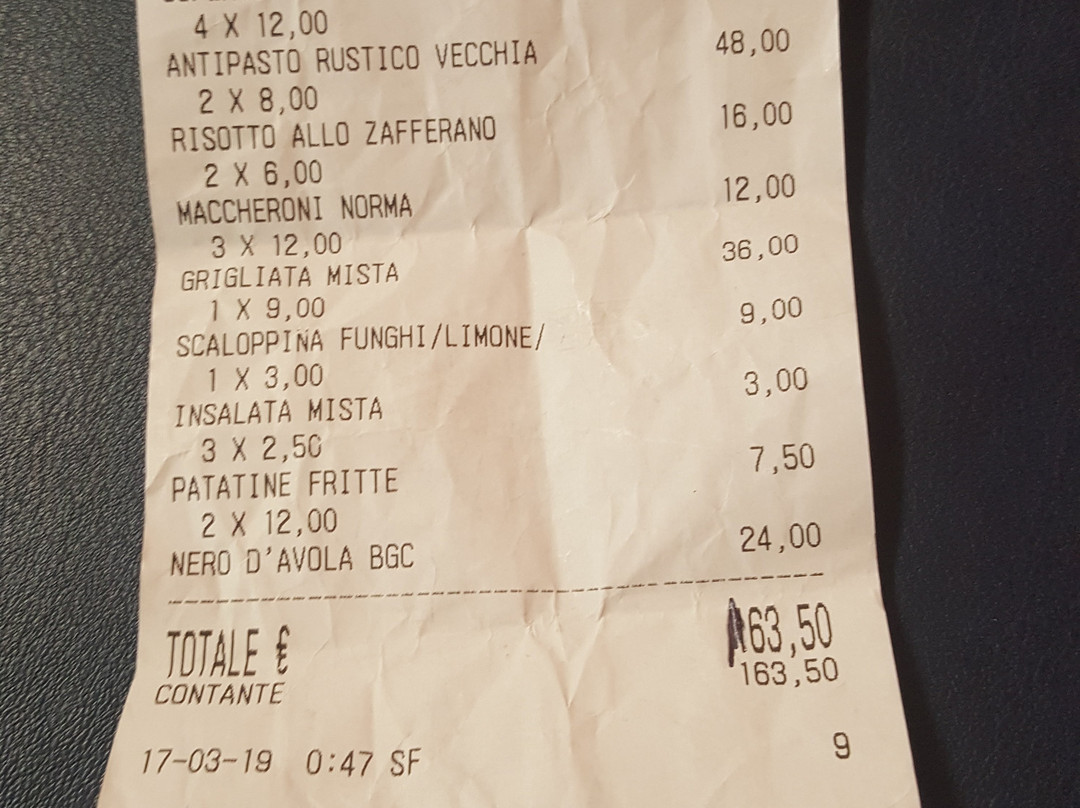 4 X 12,00
ANTIPASTO RUSTICO VECCHIA 48,00
2 X 8,00
RISOTTO ALLO ZAFFERANO 16,00
2 X 6,00
MACCHERONI NORMA 12,00
3 X 12,00
GRIGLIATA MISTA 36,00
1 X 9,00
SCALOPPINA FUNGHI/LIMONE/ 9,00
1 X 3,00
INSALATA MISTA 3,00
3 X 2,50
PATATINE FRITTE 7,50
2 X 12,00
NERO D'AVOLA BGC 24,00
TOTALE € 163,50
CONTANTE 163,50
17-03-19 0:47 SF 9